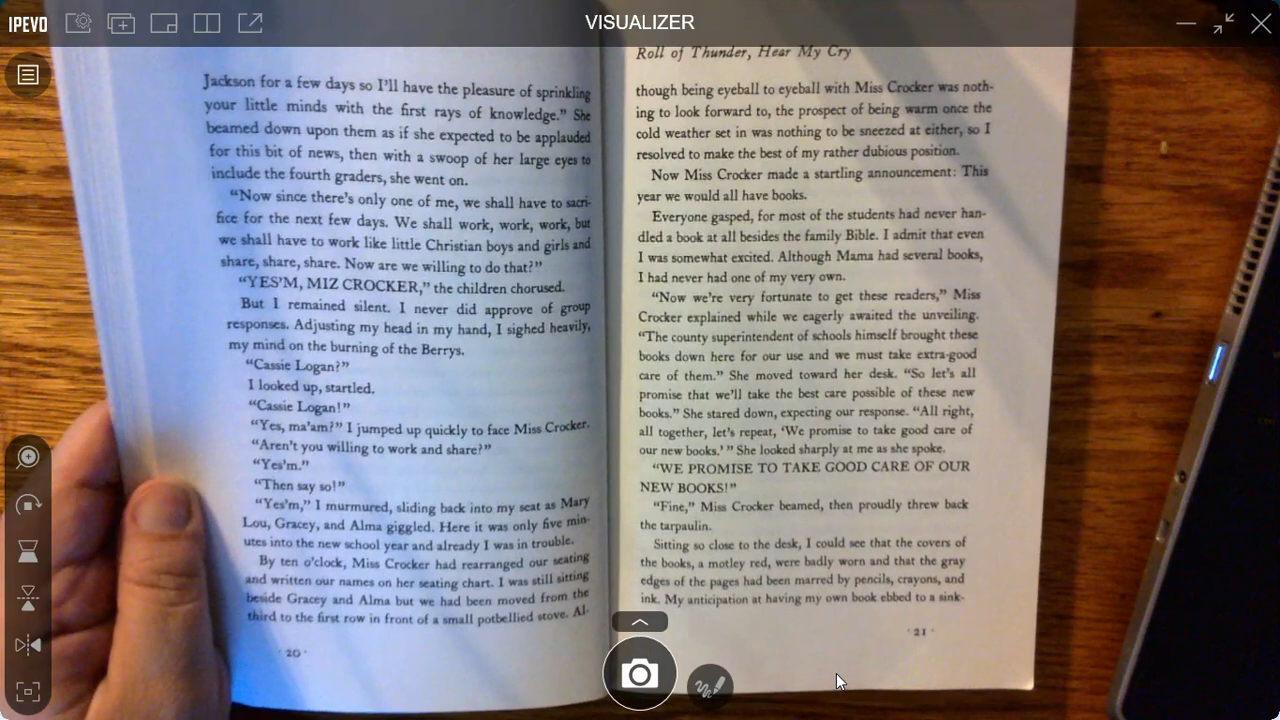 IPEVO
VISUALIZER
Jackson for a few days so I'll have the pleasure of sprinkling
your little minds with the first rays of knowledge." She
beamed down upon them as if she expected to be applauded
for this bit of news, then with a swoop of her large eyes to
include the fourth graders, she went on.
"Now since there's only one of me, we shall have to sacri-
fice for the next few days. We shall work, work, work, but
we shall have to work like little Christian boys and girls and
share, share, share. Now are we willing to do that?"
"YES'M, MIZ CROCKER," the children chorused.
But I remained silent. I never did approve of group
responses. Adjusting my head in my hand, I sighed heavily,
my mind on the burning of the Berrys.
"Cassie Logan?"
I looked up, startled.
"Cassie Logan!"
"Yes, ma'am?" I jumped up quickly to face Miss Crocker.
"Aren't you willing to work and share?"
"Yes'm."
"Then say so!"
"Yes'm," I murmured, sliding back into my seat as Mary
Lou, Gracey, and Alma giggled. Here it was only five min-
utes into the new school year and already I was in trouble.
By ten o'clock, Miss Crocker had rearranged our seating
and written our names on her seating chart. I was still sitting
beside Gracey and Alma but we had been moved from the
third to the first row in front of a small potbellied stove. Al-
· 20 ·
Roll of Thunder, Hear My Cry
though being eyeball to eyeball with Miss Crocker was noth-
ing to look forward to, the prospect of being warm once the
cold weather set in was nothing to be sneezed at either, so I
resolved to make the best of my rather dubious position.
Now Miss Crocker made a startling announcement: This
year we would all have books.
Everyone gasped, for most of the students had never han-
dled a book at all besides the family Bible. I admit that even
I was somewhat excited. Although Mama had several books,
I had never had one of my very own.
"Now we're very fortunate to get these readers," Miss
Crocker explained while we eagerly awaited the unveiling.
"The county superintendent of schools himself brought these
books down here for our use and we must take extra-good
care of them." She moved toward her desk. "So let's all
promise that we'll take the best care possible of these new
books." She stared down, expecting our response. "All right,
all together, let's repeat, 'We promise to take good care of
our new books.'" She looked sharply at me as she spoke.
"WE PROMISE TO TAKE GOOD CARE OF OUR
NEW BOOKS!"
"Fine," Miss Crocker beamed, then proudly threw back
the tarpaulin.
Sitting so close to the desk, I could see that the covers of
the books, a motley red, were badly worn and that the gray
edges of the pages had been marred by pencils, crayons, and
ink. My anticipation at having my own book ebbed to a sink-
· 21 ·